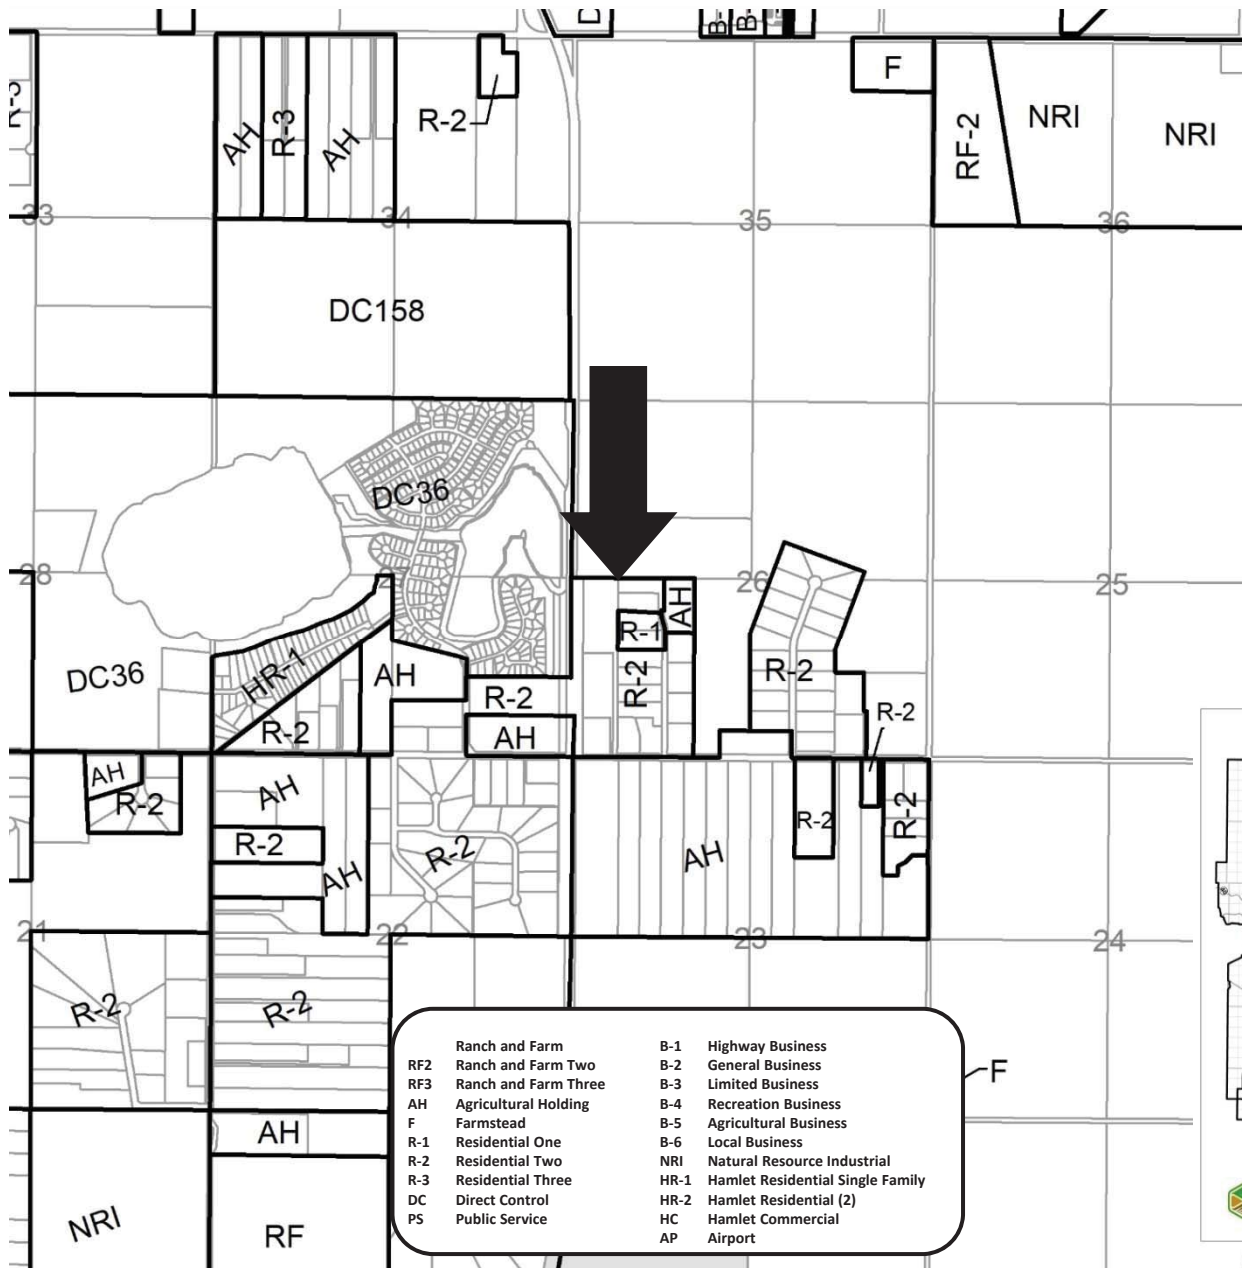 D
B-
B-
F
R-3
AH
R-3
AH
R-2
RF-2
NRI
NRI
33
34
35
36
DC158
DC36
28
26
25
AH
R-1
HR-1
DC36
AH
R-2
R-2
R-2
R-2
AH
R-2
AH
R-2
AH
R-2
AH
R-2
AH
R-2
R-2
21
22
23
24
R-2
R-2
F
AH
NRI
RF
Ranch and Farm
RF2 Ranch and Farm Two
RF3 Ranch and Farm Three
AH Agricultural Holding
F Farmstead
R-1 Residential One
R-2 Residential Two
R-3 Residential Three
DC Direct Control
PS Public Service
B-1 Highway Business
B-2 General Business
B-3 Limited Business
B-4 Recreation Business
B-5 Agricultural Business
B-6 Local Business
NRI Natural Resource Industrial
HR-1 Hamlet Residential Single Family
HR-2 Hamlet Residential (2)
HC Hamlet Commercial
AP Airport